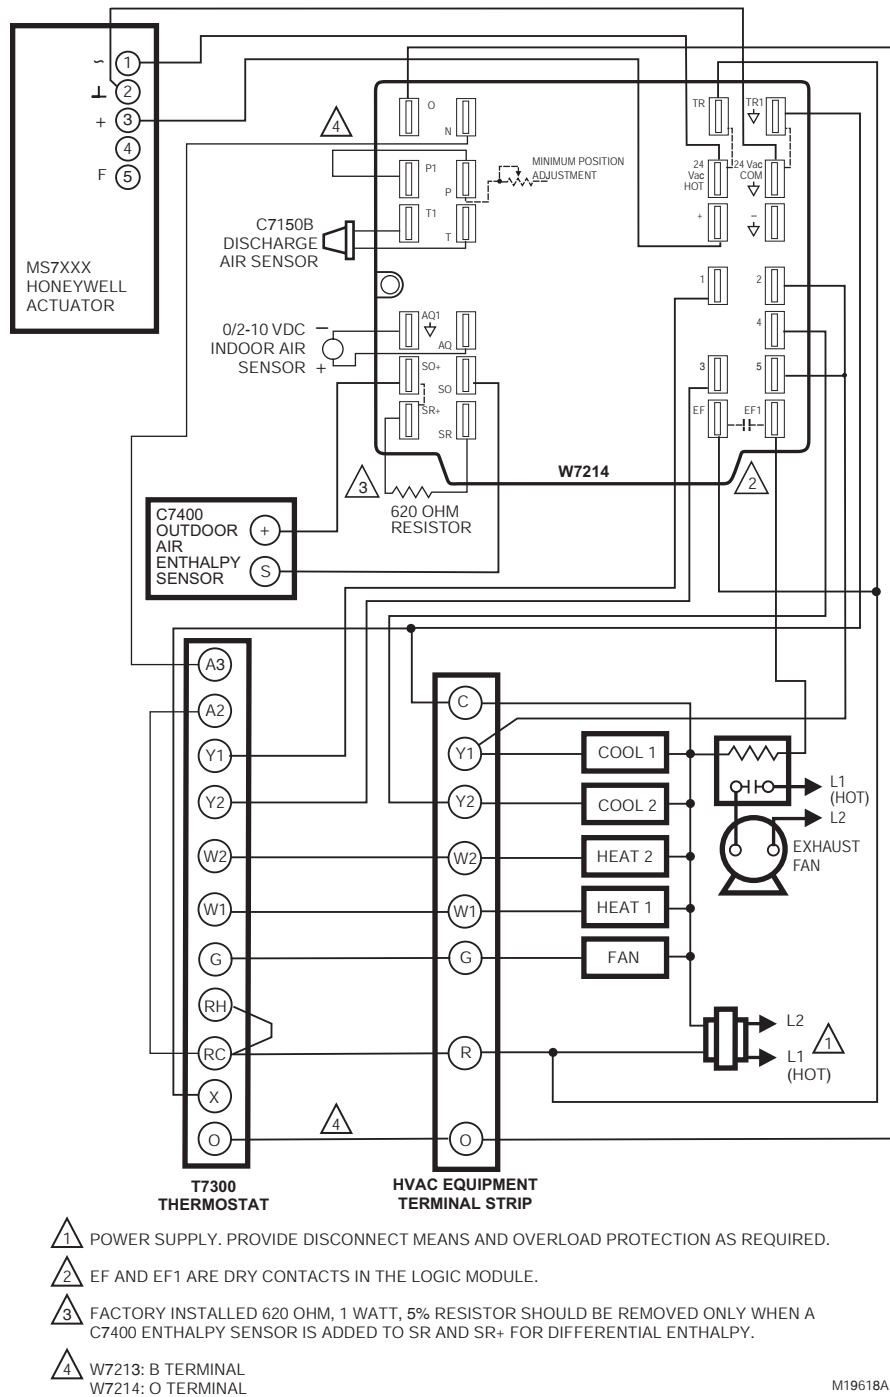 MS7XXX
HONEYWELL
ACTUATOR
~ 1
⊥ 2
+ 3
4
F 5
4
O
N
P1
P
MINIMUM POSITION
ADJUSTMENT
T1
T
C7150B
DISCHARGE
AIR SENSOR
0/2-10 VDC –
INDOOR AIR
SENSOR +
AQ1
AQ
SO+
SO
SR+
SR
TR
TR1
24
Vac
HOT
24 Vac
COM
+
–
1
2
4
3
5
EF
EF1
W7214
3
2
620 OHM
RESISTOR
C7400
OUTDOOR
AIR
ENTHALPY
SENSOR
+
S
A3
A2
Y1
Y2
W2
W1
G
RH
RC
X
O
T7300
THERMOSTAT
4
C
Y1
Y2
W2
W1
G
R
O
HVAC EQUIPMENT
TERMINAL STRIP
COOL 1
COOL 2
HEAT 2
HEAT 1
FAN
L1
(HOT)
L2
EXHAUST
FAN
L2
L1
(HOT)
1
1 POWER SUPPLY. PROVIDE DISCONNECT MEANS AND OVERLOAD PROTECTION AS REQUIRED.
2 EF AND EF1 ARE DRY CONTACTS IN THE LOGIC MODULE.
3 FACTORY INSTALLED 620 OHM, 1 WATT, 5% RESISTOR SHOULD BE REMOVED ONLY WHEN A
C7400 ENTHALPY SENSOR IS ADDED TO SR AND SR+ FOR DIFFERENTIAL ENTHALPY.
4 W7213: B TERMINAL
W7214: O TERMINAL
M19618A